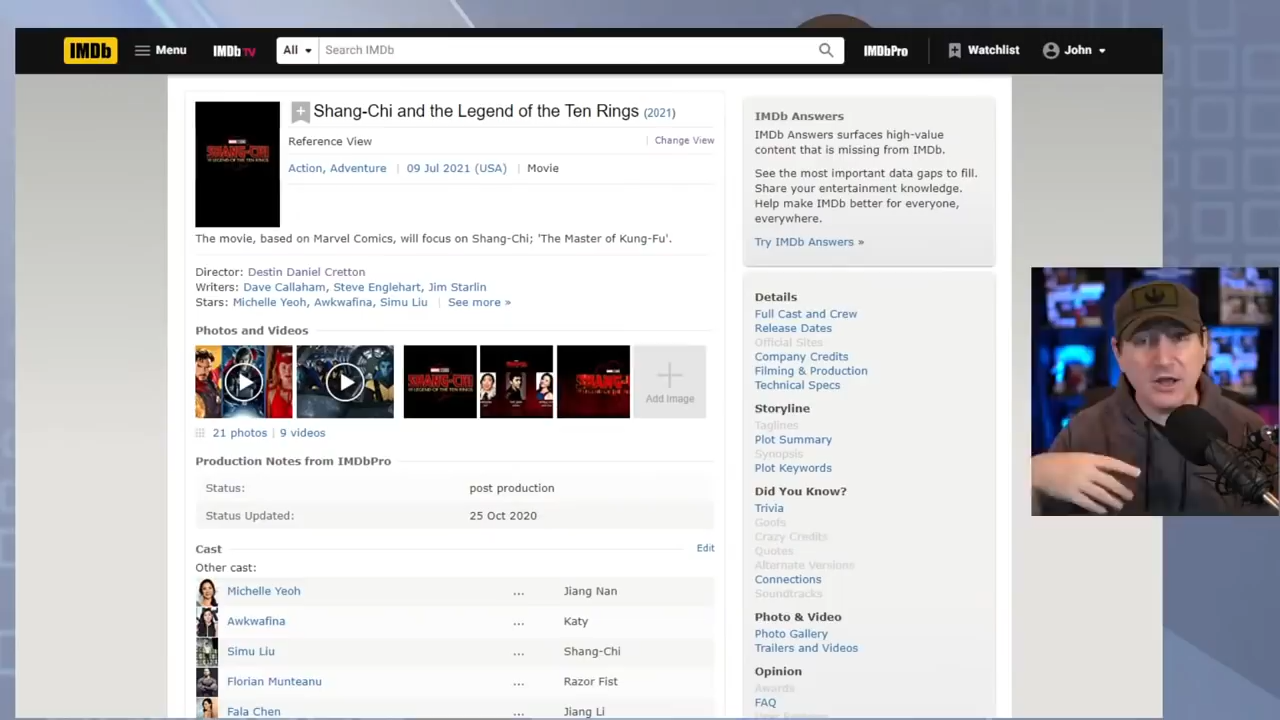 IMDb Menu IMDb TV All Search IMDb IMDbPro Watchlist John
Shang-Chi and the Legend of the Ten Rings (2021)
Reference View Change View
Action, Adventure | 09 Jul 2021 (USA) | Movie
SHANG-CHI
The movie, based on Marvel Comics, will focus on Shang-Chi; 'The Master of Kung-Fu'.
Director: Destin Daniel Cretton
Writers: Dave Callaham, Steve Englehart, Jim Starlin
Stars: Michelle Yeoh, Awkwafina, Simu Liu | See more »
Photos and Videos
SHANG-CHI
Add Image
21 photos | 9 videos
Production Notes from IMDbPro
Status: post production
Status Updated: 25 Oct 2020
Cast Edit
Other cast:
Michelle Yeoh ... Jiang Nan
Awkwafina ... Katy
Simu Liu ... Shang-Chi
Florian Munteanu ... Razor Fist
Fala Chen ... Jiang Li
IMDb Answers
IMDb Answers surfaces high-value
content that is missing from IMDb.
See the most important data gaps to fill.
Share your entertainment knowledge.
Help make IMDb better for everyone,
everywhere.
Try IMDb Answers »
Details
Full Cast and Crew
Release Dates
Official Sites
Company Credits
Filming & Production
Technical Specs
Storyline
Taglines
Plot Summary
Synopsis
Plot Keywords
Did You Know?
Trivia
Goofs
Crazy Credits
Quotes
Alternate Versions
Connections
Soundtracks
Photo & Video
Photo Gallery
Trailers and Videos
Opinion
Awards
FAQ